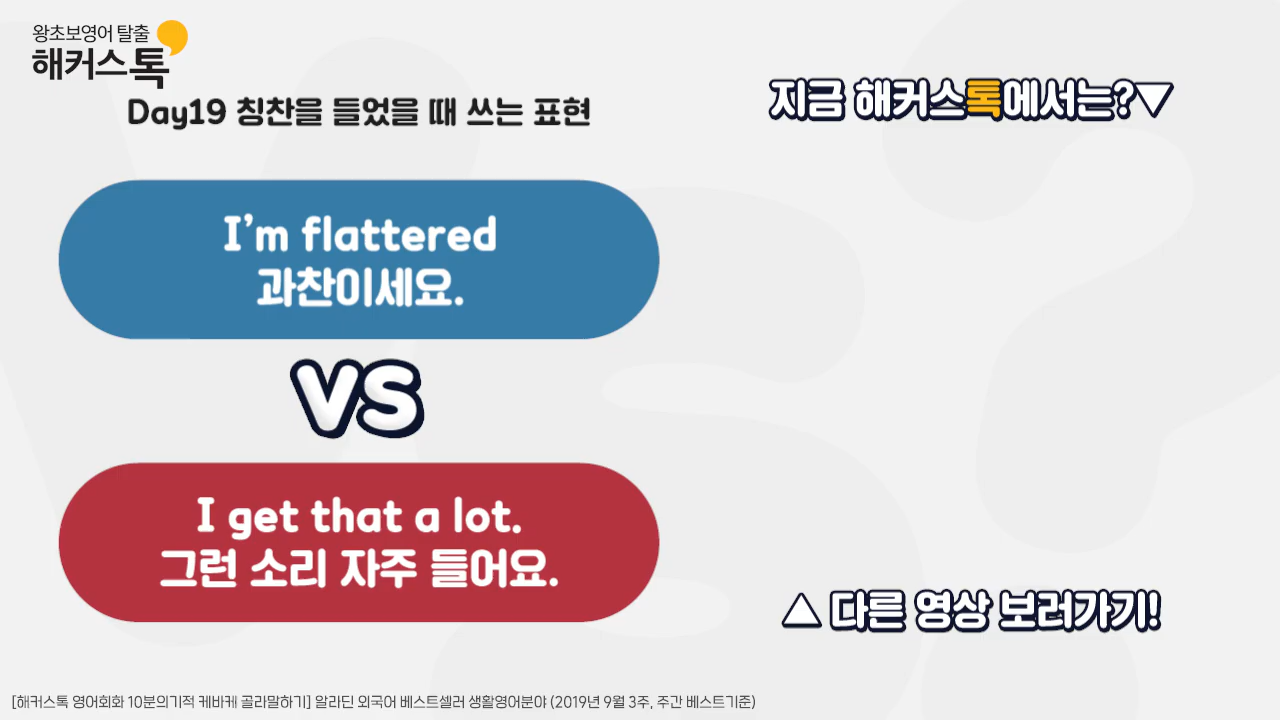 왕초보영어 탈출
해커스톡
Day19 칭찬을 들었을 때 쓰는 표현
I'm flattered
과찬이세요.
VS
I get that a lot.
그런 소리 자주 들어요.
지금 해커스톡에서는?▼
▲ 다른 영상 보러가기!
[해커스톡 영어회화 10분의기적 케바케 골라말하기] 알라딘 외국어 베스트셀러 생활영어분야 (2019년 9월 3주, 주간 베스트기준)